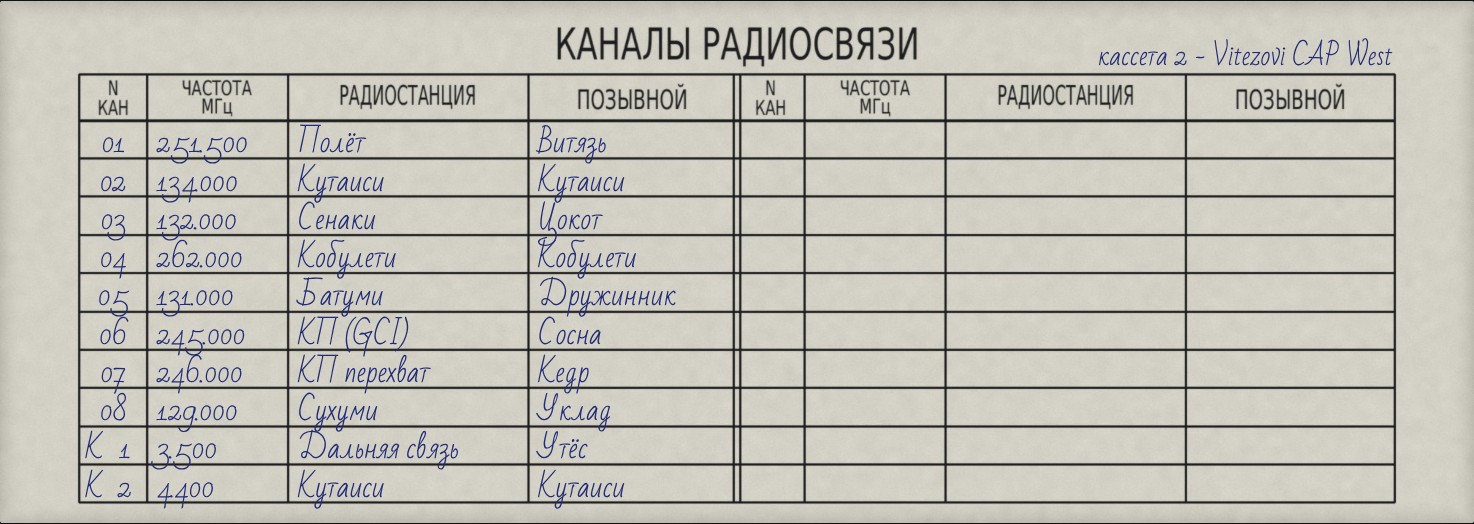 КАНАЛЫ РАДИОСВЯЗИ
кассета 2 - Vitezovi CAP West
N КАН ЧАСТОТА МГц РАДИОСТАНЦИЯ ПОЗЫВНОЙ N КАН ЧАСТОТА МГц РАДИОСТАНЦИЯ ПОЗЫВНОЙ
01 251.500 Полёт Витязь
02 134.000 Кутаиси Кутаиси
03 132.000 Сенаки Цокот
04 262.000 Кобулети Кобулети
05 131.000 Батуми Дружинник
06 245.000 КП (GCI) Сосна
07 246.000 КП перехват Кедр
08 129.000 Сухуми Уклад
К 1 3.500 Дальняя связь Утёс
К 2 4400 Кутаиси Кутаиси